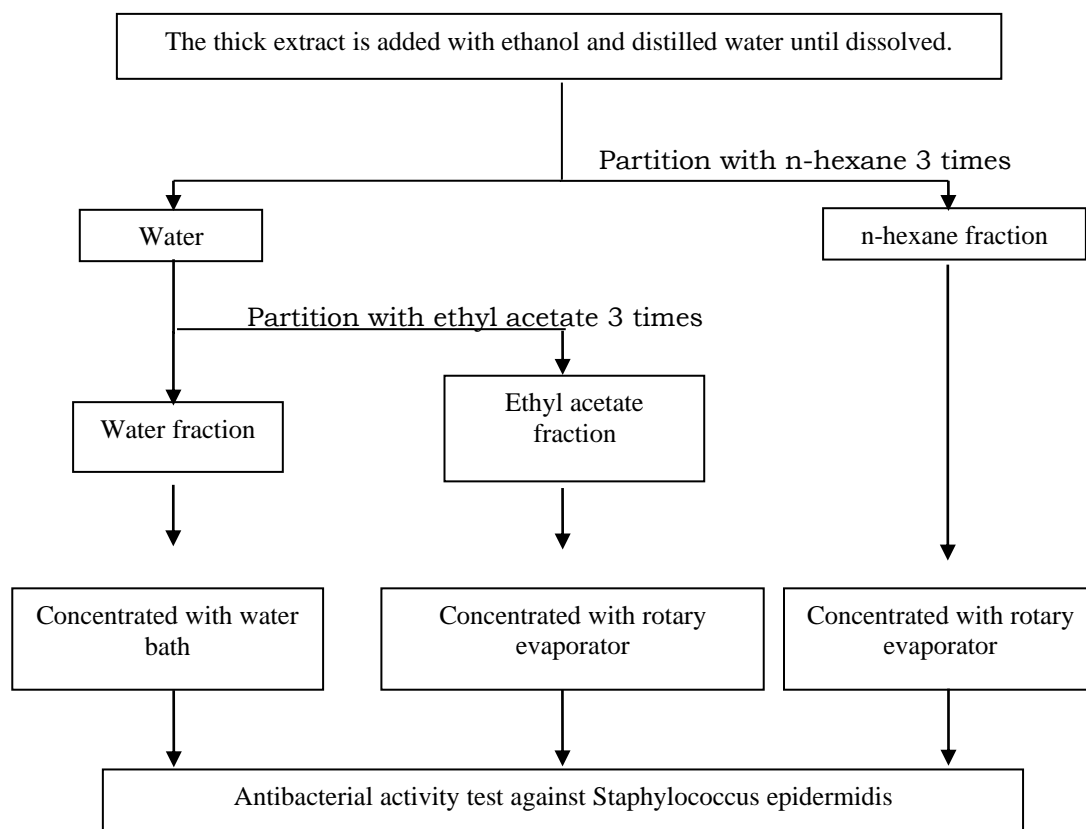 The thick extract is added with ethanol and distilled water until dissolved.
Partition with n-hexane 3 times
Water
n-hexane fraction
Partition with ethyl acetate 3 times
Water fraction
Ethyl acetate
fraction
Concentrated with water
bath
Concentrated with rotary
evaporator
Concentrated with rotary
evaporator
Antibacterial activity test against Staphylococcus epidermidis